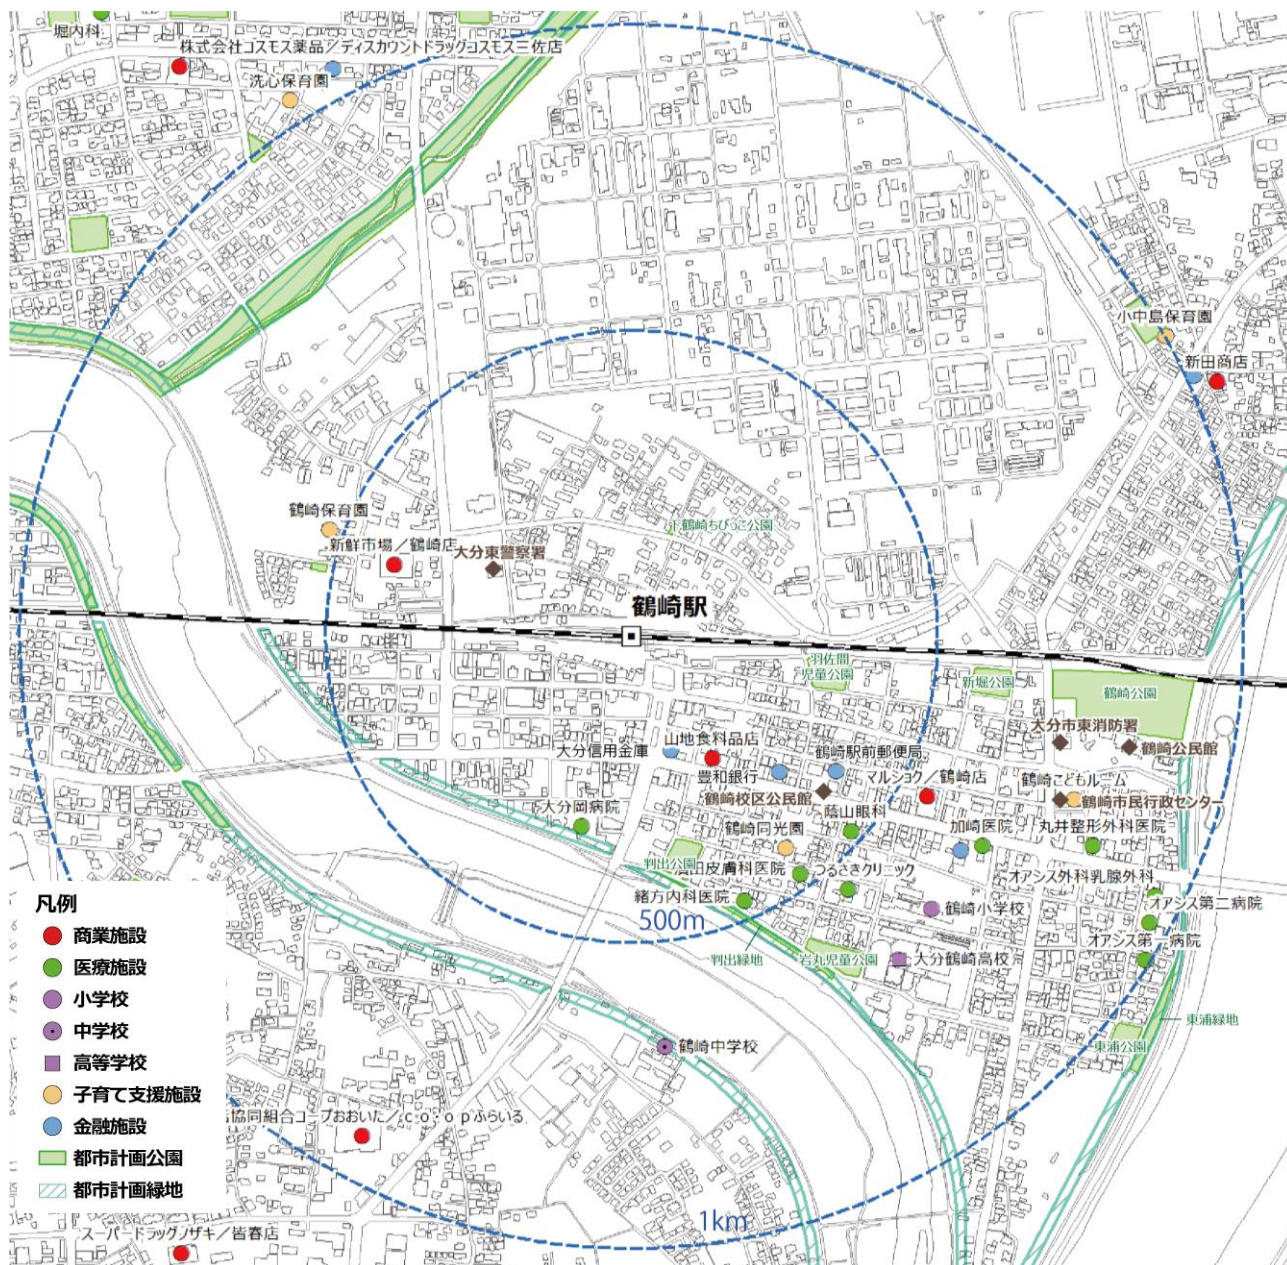 堀内科
株式会社コスモス薬品／ディスカウントドラッグコスモス三佐店
洗心保育園
小中島保育園
新田商店
鶴崎保育園
新鮮市場／鶴崎店
大分東警察署
下鶴崎ちびっこ公園
鶴崎駅
羽佐間
児童公園
新堀公園
鶴崎公園
大分市東消防署
鶴崎公民館
大分信用金庫
山地食料品店
鶴崎駅前郵便局
豊和銀行
マルショク／鶴崎店
鶴崎こどもルーム
鶴崎校区公民館
鶴崎市民行政センター
大分岡病院
蔭山眼科
鶴崎同光園
加崎医院
丸井整形外科医院
判田公園
皮膚科医院
つるさきクリニック
オアシス外科乳腺外科
緒方内科医院
鶴崎小学校
オアシス第二病院
500m
オアシス第一病院
判田緑地
岩丸児童公園
大分鶴崎高校
東浦緑地
鶴崎中学校
東浦公園
協同組合コープおおいた／ｃｏ・ｏｐふらいる
1km
スーパードラッグノザキ／皆春店
凡例
商業施設
医療施設
小学校
中学校
高等学校
子育て支援施設
金融施設
都市計画公園
都市計画緑地